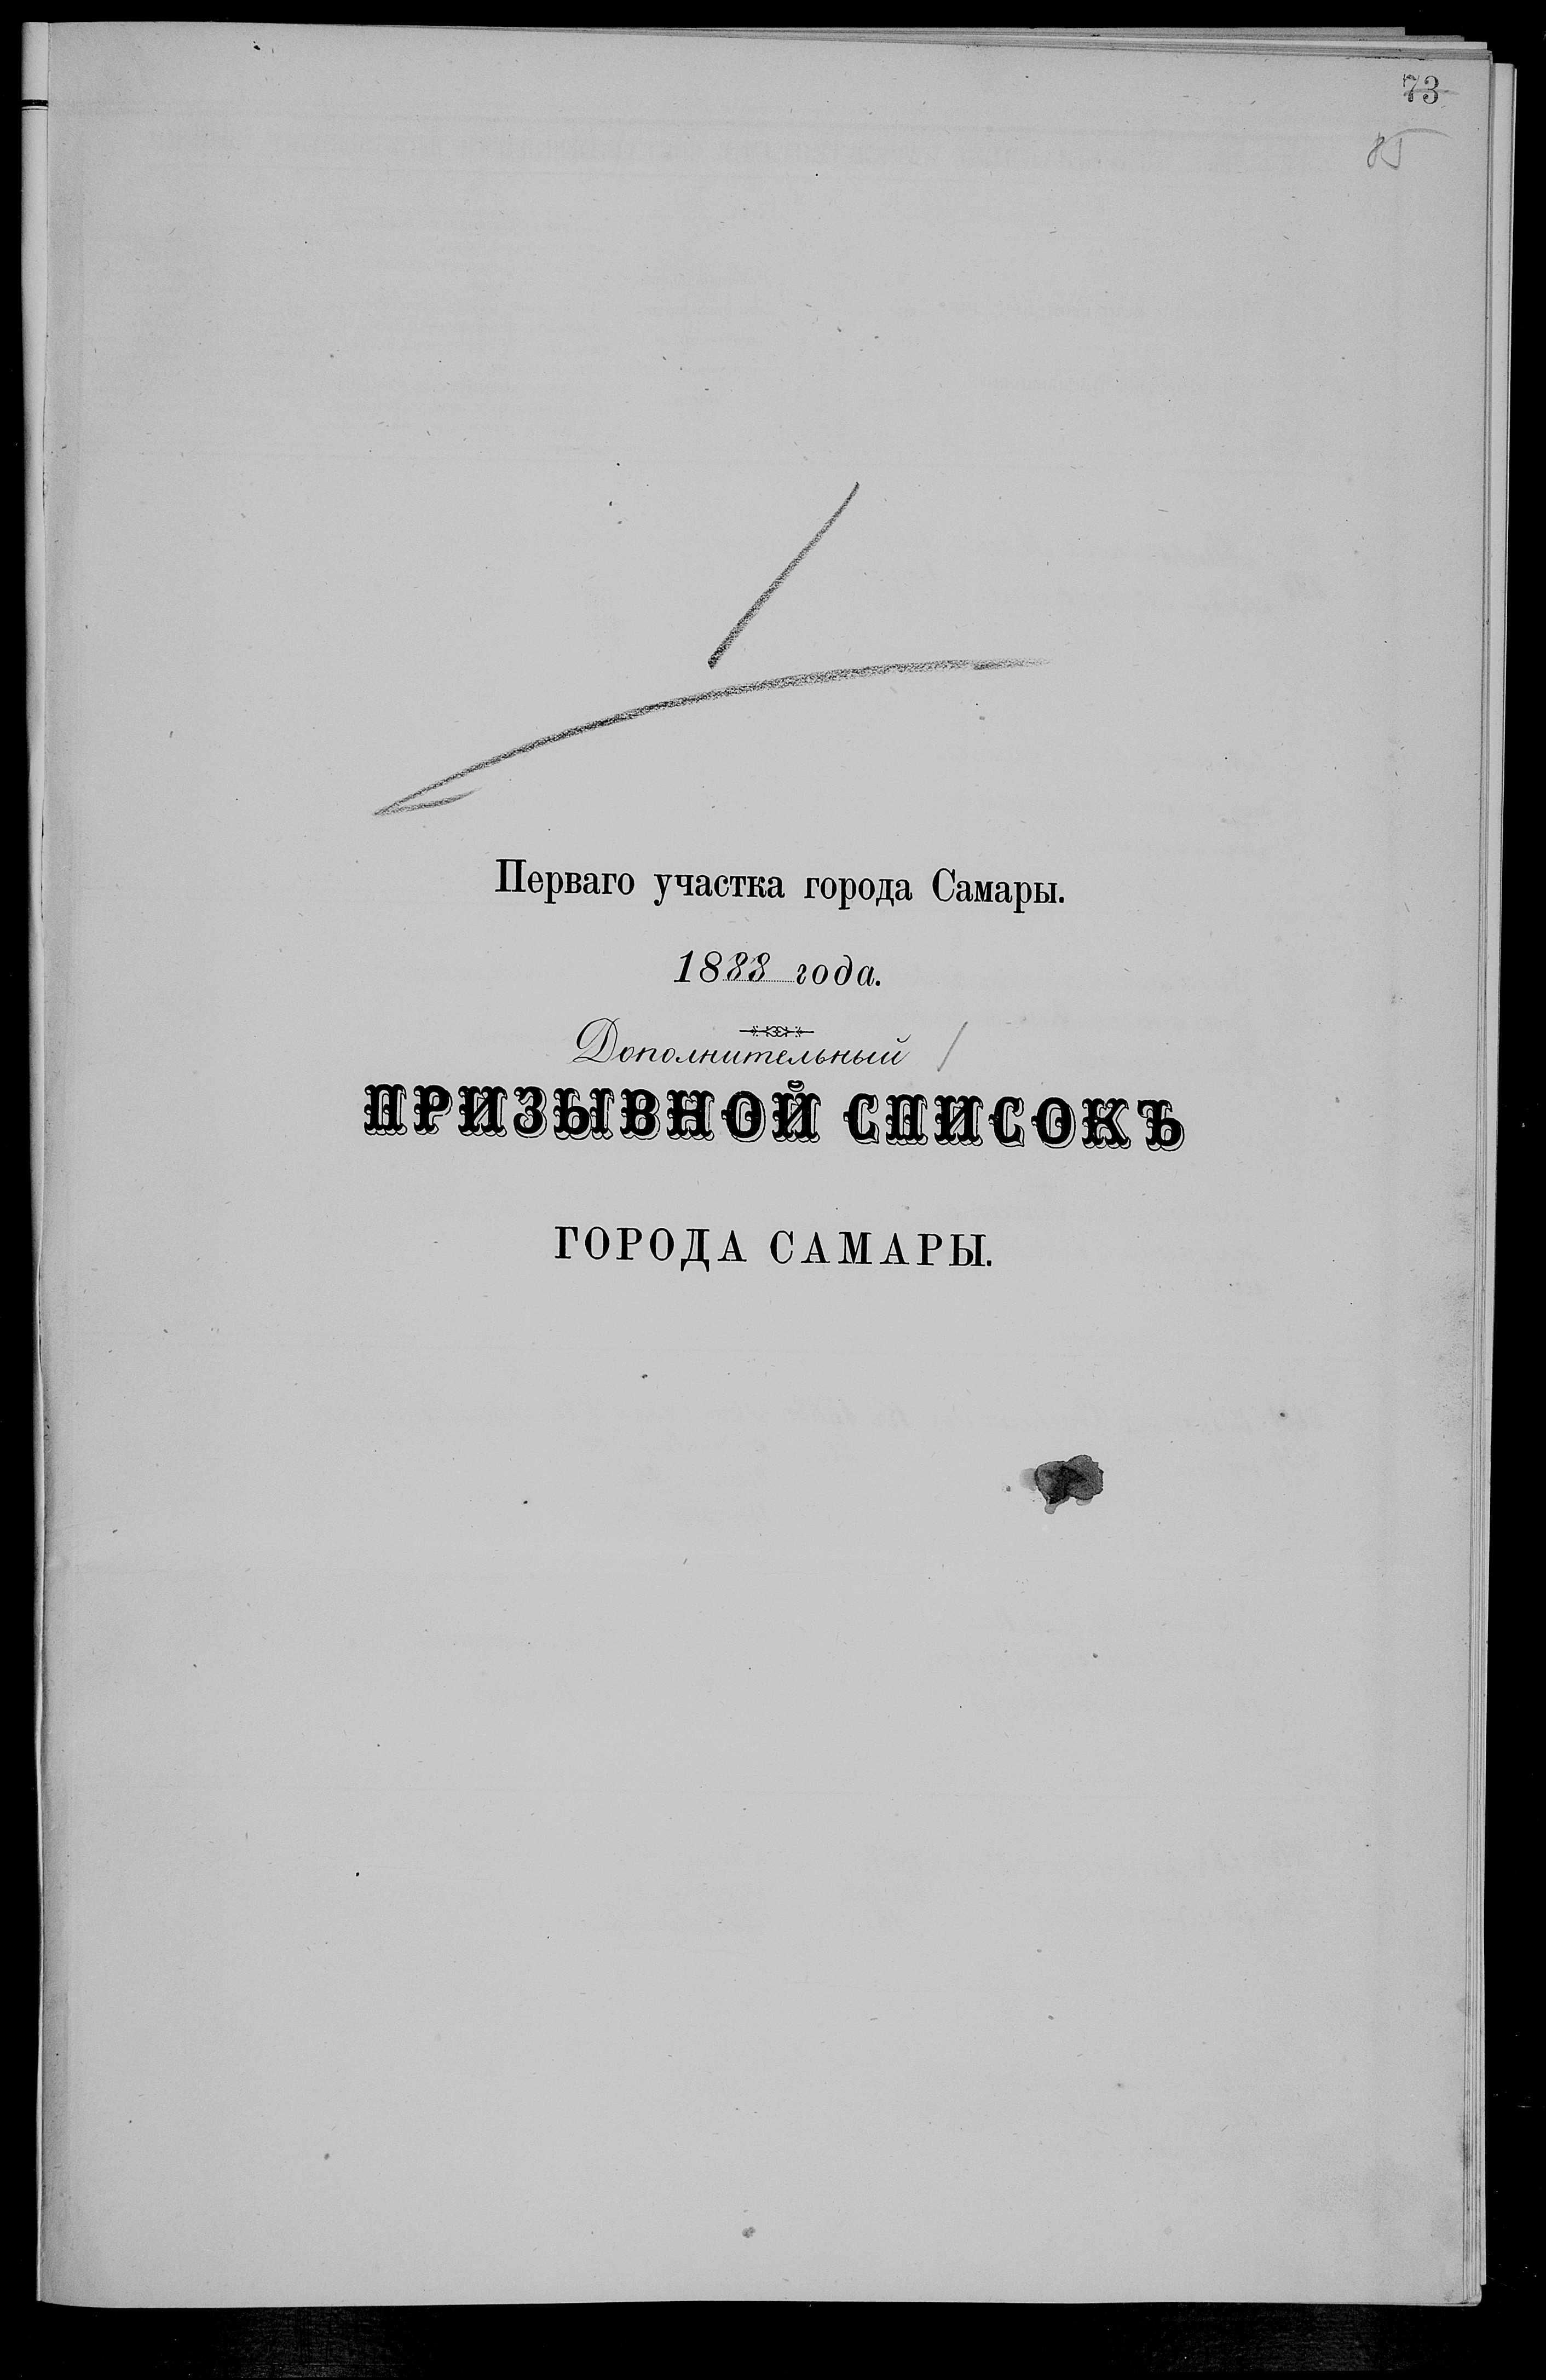 73
85
Перваго участка города Самары.
1888 года.
Дополнительный
ПРИЗЫВНОЙ СПИСОКЪ
ГОРОДА САМАРЫ.